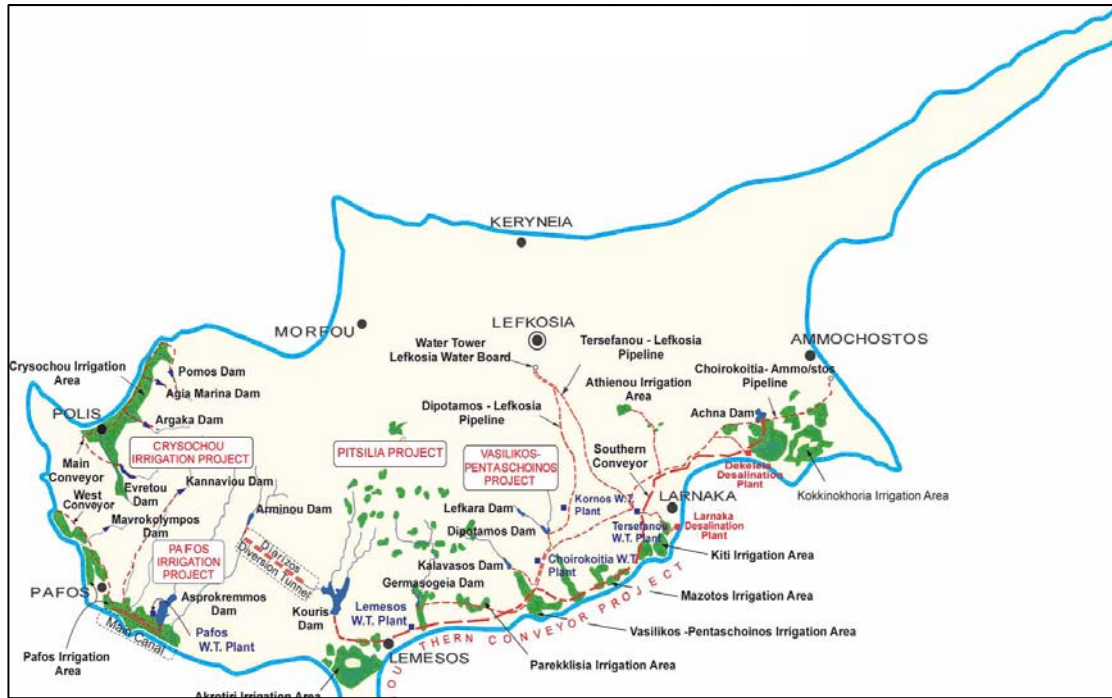 KERYNEIA
MORFOU
LEFKOSIA
AMMOCHOSTOS
Water Tower
Lefkosia Water Board
Tersefanou - Lefkosia
Pipeline
Choirokoitia- Ammo/stos
Pipeline
Crysochou Irrigation
Area
Pomos Dam
Agia Marina Dam
Argaka Dam
POLIS
Athienou Irrigation
Area
Dipotamos - Lefkosia
Pipeline
Achna Dam
CRYSOCHOU
IRRIGATION PROJECT
PITSILIA PROJECT
VASILIKOS-
PENTASCHOINOS
PROJECT
Southern
Conveyor
Main
Conveyor
Evretou
Dam
Kannaviou Dam
Dekeleia
Desalination
Plant
Kokkinokhoria Irrigation Area
West
Conveyor
Mavrokolympos
Dam
Arminou Dam
Lefkara Dam
Kornos W.T.
Plant
LARNAKA
Larnaka
Desalination
Plant
Dipotamos Dam
Tersefanou
W.T. Plant
Diarizos
Diversion Tunnel
PAFOS
IRRIGATION
PROJECT
Kalavasos Dam
Choirokoitia W.T.
Plant
Kiti Irrigation Area
PAFOS
Asprokremmos
Dam
Germasogeia Dam
Kouris
Dam
Lemesos
W.T. Plant
Mazotos Irrigation Area
Pafos
W.T. Plant
Main Canal
Vasilikos -Pentaschoinos Irrigation Area
Pafos Irrigation
Area
LEMESOS
OUTHERN CONVEYOR PROJECT
Parekklisia Irrigation Area
Akrotiri Irrigation Area